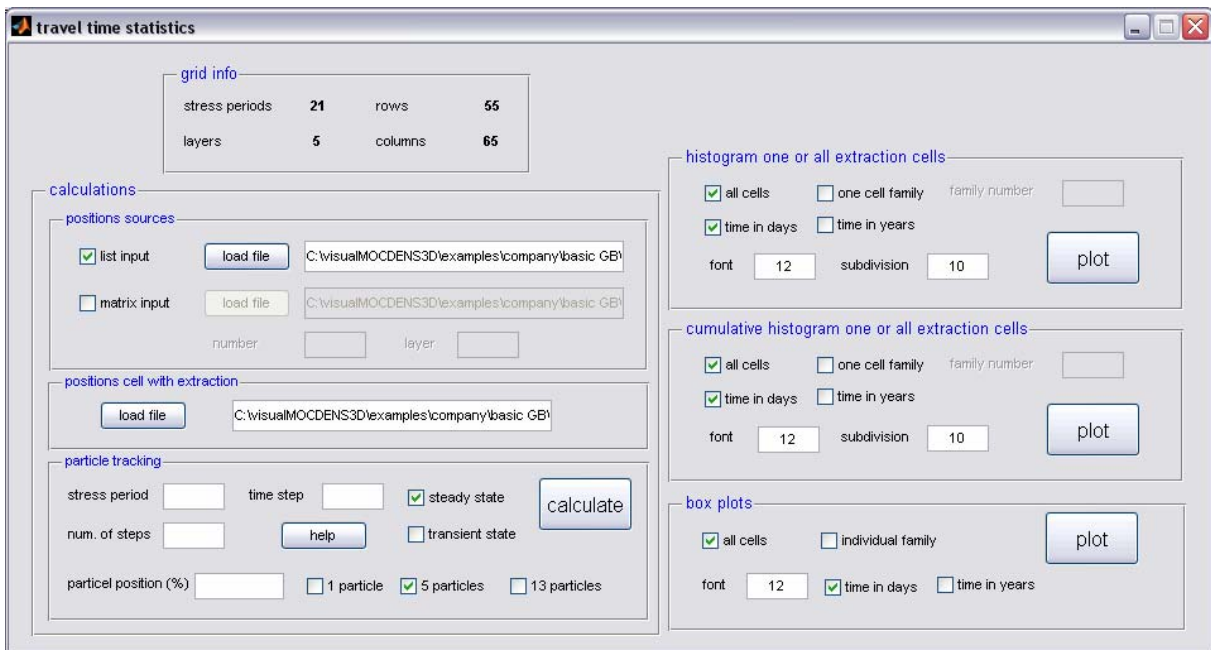 travel time statistics
grid info
stress periods 21 rows 55
layers 5 columns 65
calculations
positions sources
list input load file C:\visualMOCDENS3D\examples\company\basic GB\
matrix input load file C:\visualMOCDENS3D\examples\company\basic GB\
number layer
positions cell with extraction
load file C:\visualMOCDENS3D\examples\company\basic GB\
particle tracking
stress period time step steady state calculate
num. of steps help transient state
particel position (%) 1 particle 5 particles 13 particles
histogram one or all extraction cells
all cells one cell family family number
time in days time in years
font 12 subdivision 10 plot
cumulative histogram one or all extraction cells
all cells one cell family family number
time in days time in years
font 12 subdivision 10 plot
box plots
all cells individual family plot
font 12 time in days time in years